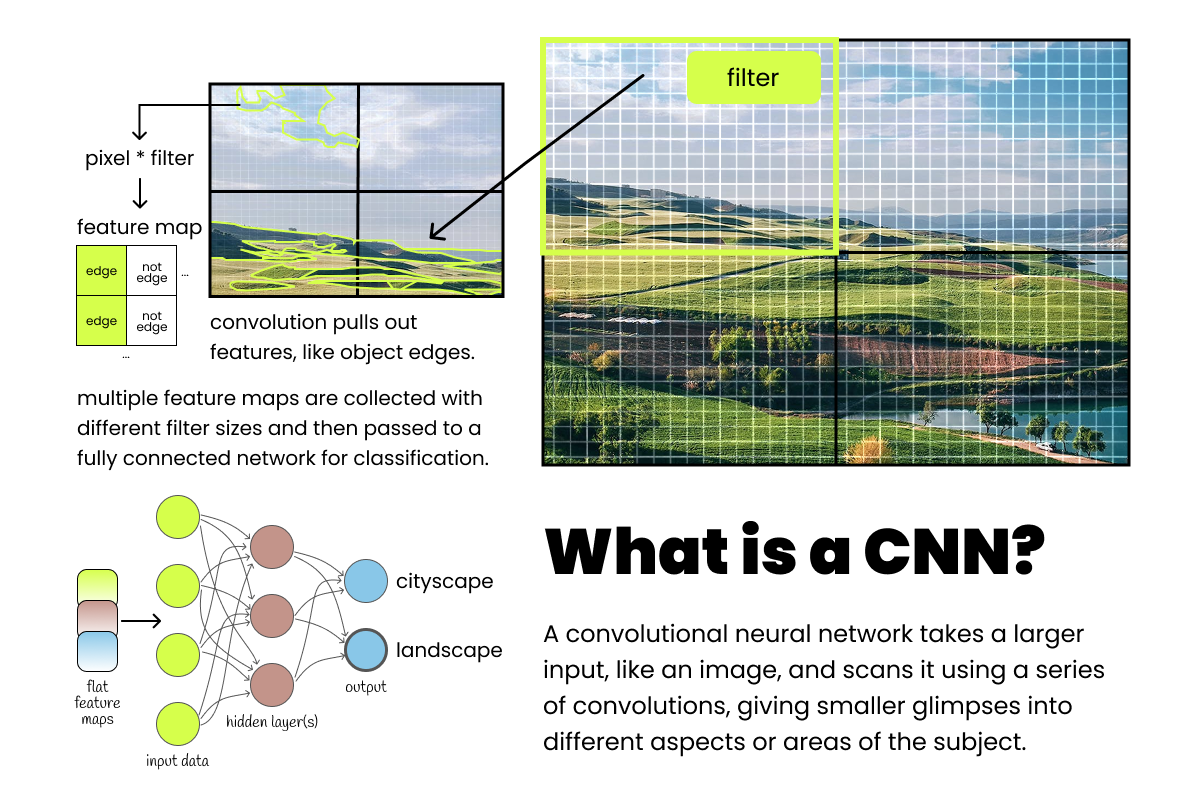 filter
pixel * filter
feature map
edge
not
edge
...
edge
not
edge
...
convolution pulls out
features, like object edges.
multiple feature maps are collected with
different filter sizes and then passed to a
fully connected network for classification.
cityscape
landscape
output
flat
feature
maps
hidden layer(s)
input data
What is a CNN?
A convolutional neural network takes a larger
input, like an image, and scans it using a series
of convolutions, giving smaller glimpses into
different aspects or areas of the subject.